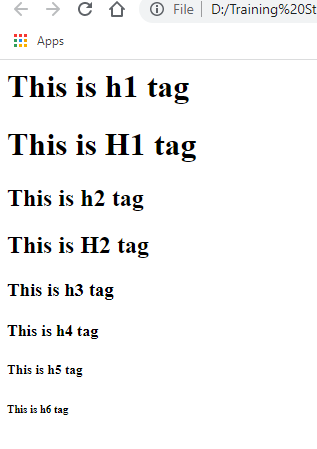 File | D:/Training%20St
Apps
This is h1 tag
This is H1 tag
This is h2 tag
This is H2 tag
This is h3 tag
This is h4 tag
This is h5 tag
This is h6 tag